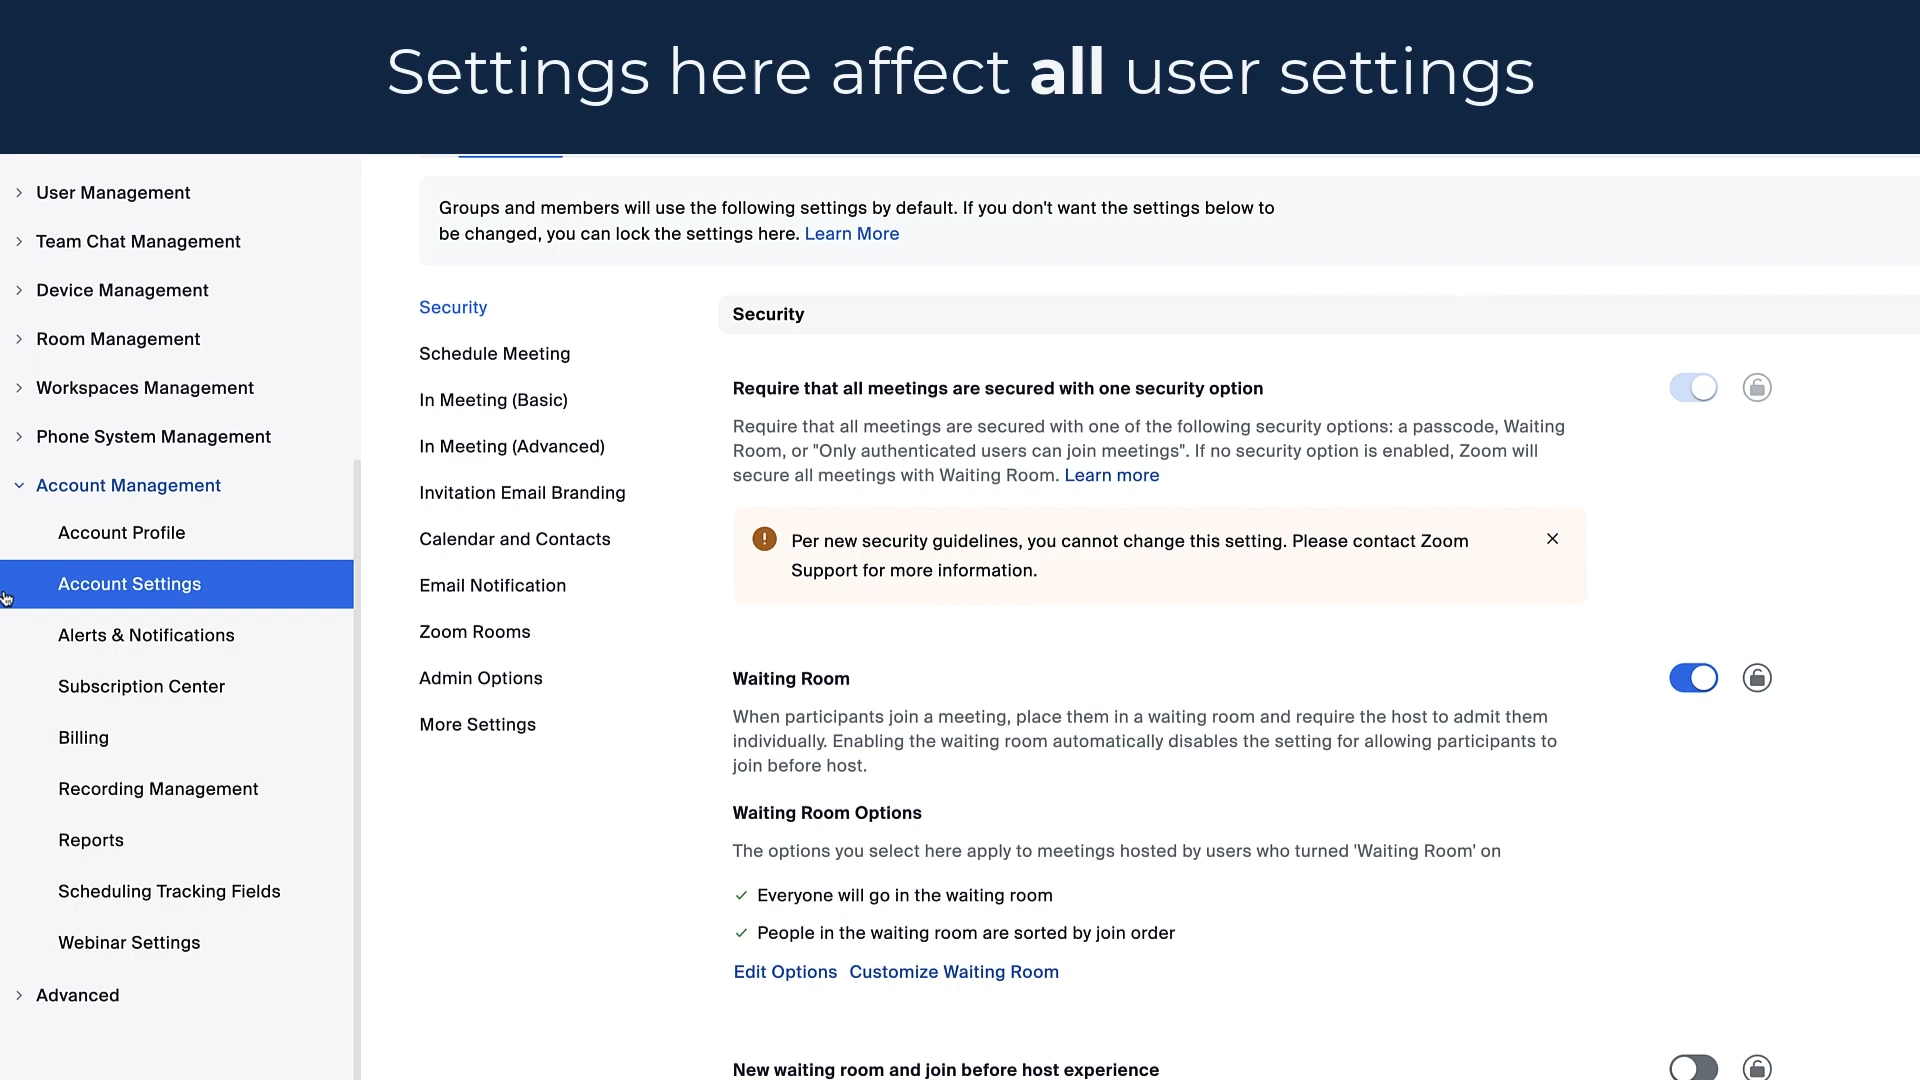 Settings here affect all user settings
User Management
Team Chat Management
Device Management
Room Management
Workspaces Management
Phone System Management
Account Management
Account Profile
Account Settings
Alerts & Notifications
Subscription Center
Billing
Recording Management
Reports
Scheduling Tracking Fields
Webinar Settings
Advanced
Groups and members will use the following settings by default. If you don't want the settings below to
be changed, you can lock the settings here. Learn More
Security
Schedule Meeting
In Meeting (Basic)
In Meeting (Advanced)
Invitation Email Branding
Calendar and Contacts
Email Notification
Zoom Rooms
Admin Options
More Settings
Security
Require that all meetings are secured with one security option
Require that all meetings are secured with one of the following security options: a passcode, Waiting
Room, or "Only authenticated users can join meetings". If no security option is enabled, Zoom will
secure all meetings with Waiting Room. Learn more
Per new security guidelines, you cannot change this setting. Please contact Zoom
Support for more information.
Waiting Room
When participants join a meeting, place them in a waiting room and require the host to admit them
individually. Enabling the waiting room automatically disables the setting for allowing participants to
join before host.
Waiting Room Options
The options you select here apply to meetings hosted by users who turned 'Waiting Room' on
Everyone will go in the waiting room
People in the waiting room are sorted by join order
Edit Options Customize Waiting Room
New waiting room and join before host experience